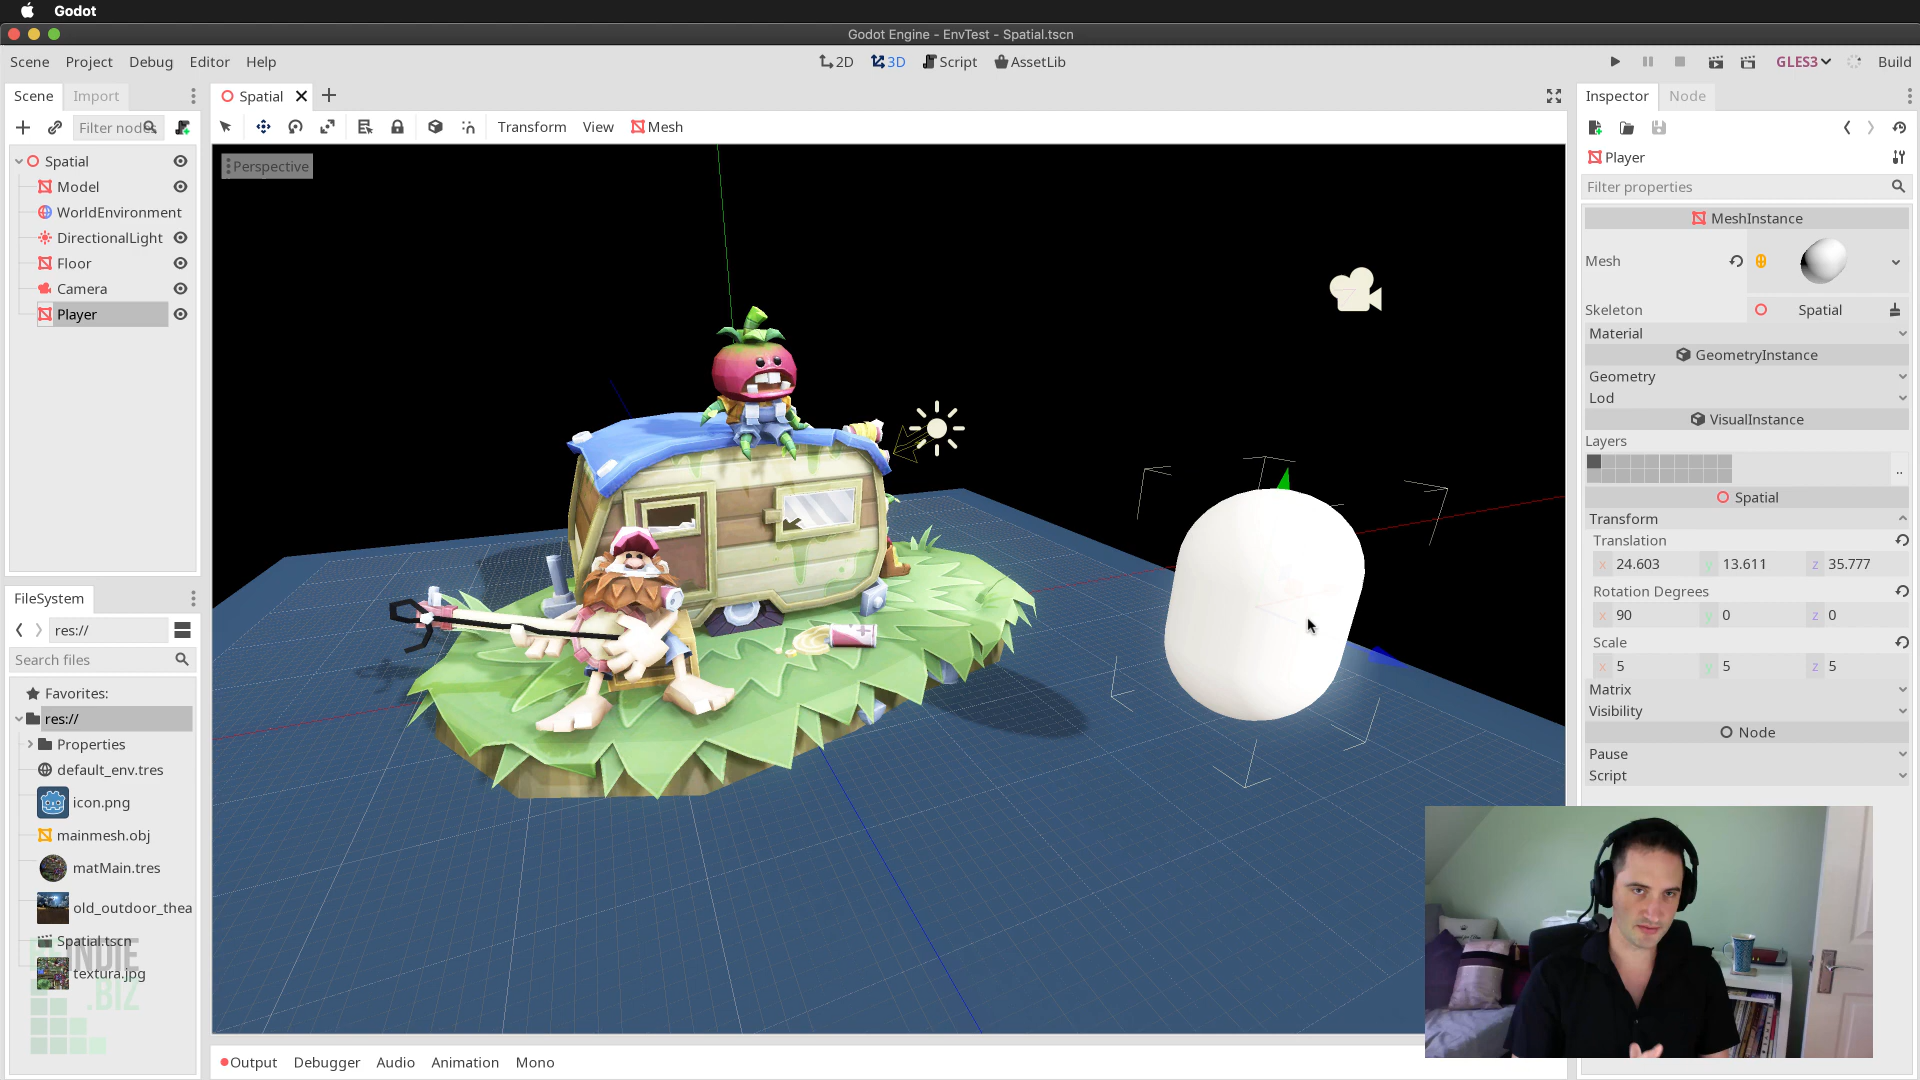 Godot
Godot Engine - EnvTest - Spatial.tscn
Scene Project Debug Editor Help
2D 3D Script AssetLib
GLES3 Build
Scene Import
Spatial
Inspector Node
Filter nodes
Transform View Mesh
Perspective
Spatial
Model
WorldEnvironment
DirectionalLight
Floor
Camera
Player
Player
Filter properties
MeshInstance
Mesh
Skeleton Spatial
Material
GeometryInstance
Geometry
Lod
VisualInstance
Layers
..
Spatial
Transform
Translation
x 24.603 y 13.611 z 35.777
Rotation Degrees
x 90 y 0 z 0
Scale
x 5 y 5 z 5
Matrix
Visibility
Node
Pause
Script
FileSystem
res://
Search files
Favorites:
res://
Properties
default_env.tres
icon.png
mainmesh.obj
matMain.tres
old_outdoor_thea
Spatial.tscn
textura.jpg
INDIE
.BIZ
Output Debugger Audio Animation Mono